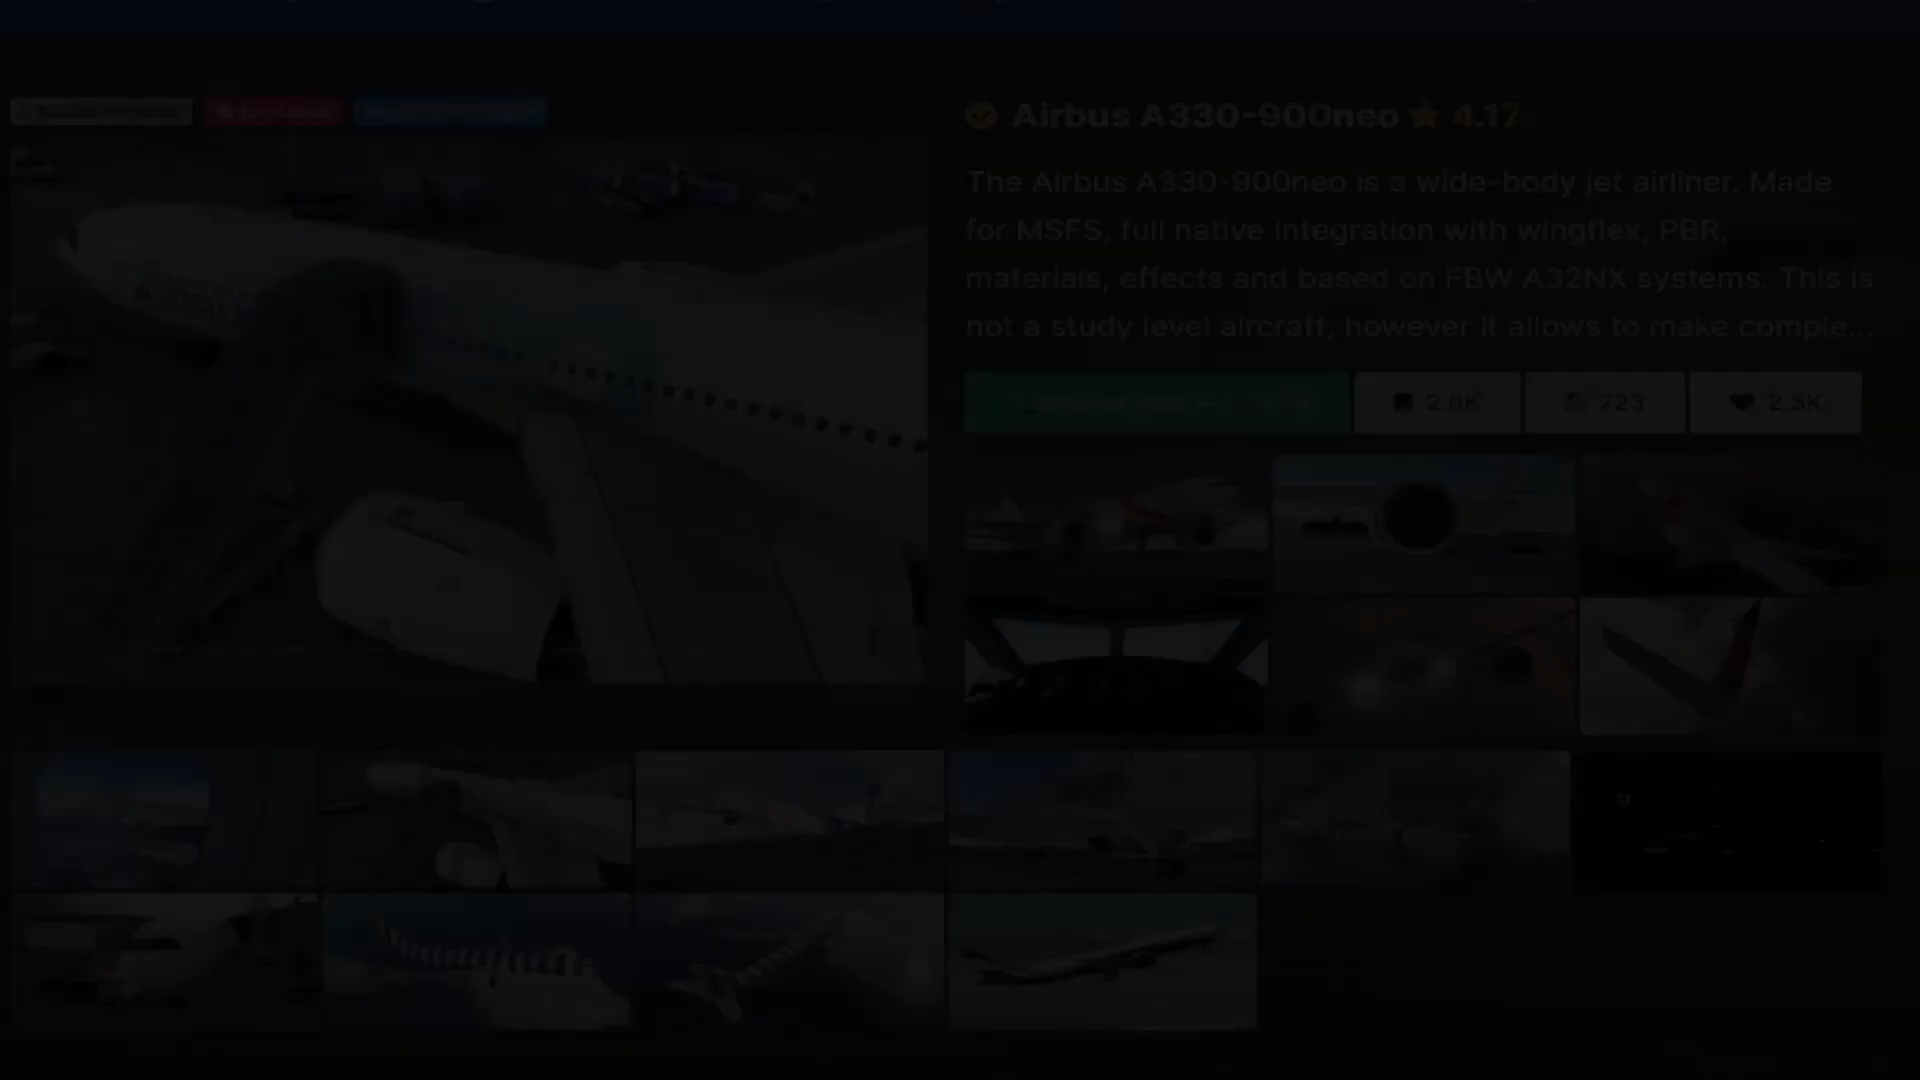 Airbus A330-900neo ★ 4.17
The Airbus A330-900neo is a wide-body jet airliner. Made
for MSFS, full native integration with wingflex, PBR,
materials, effects and based on FBW A32NX systems. This is
not a study level aircraft, however it allows to make comple...
2.6K 723 2.5K